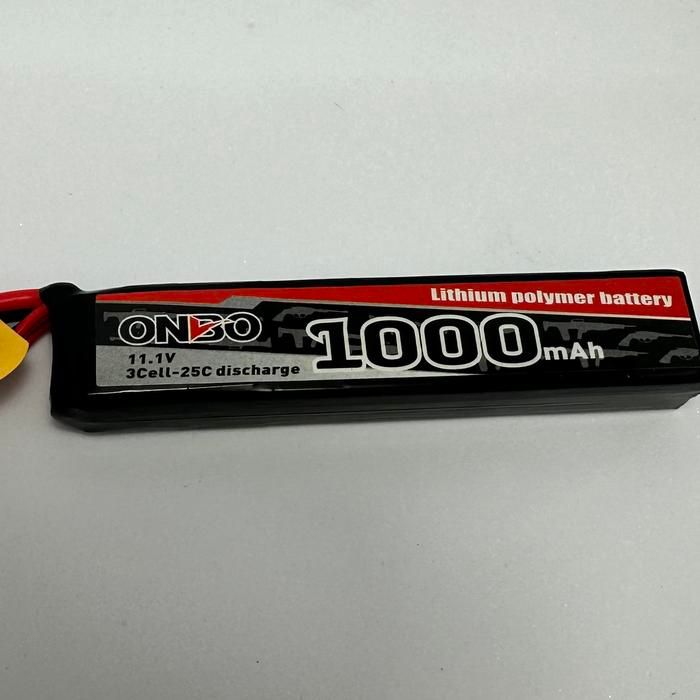 Lithium polymer battery
ONBO
1000mAh
11.1V
3Cell-25C discharge